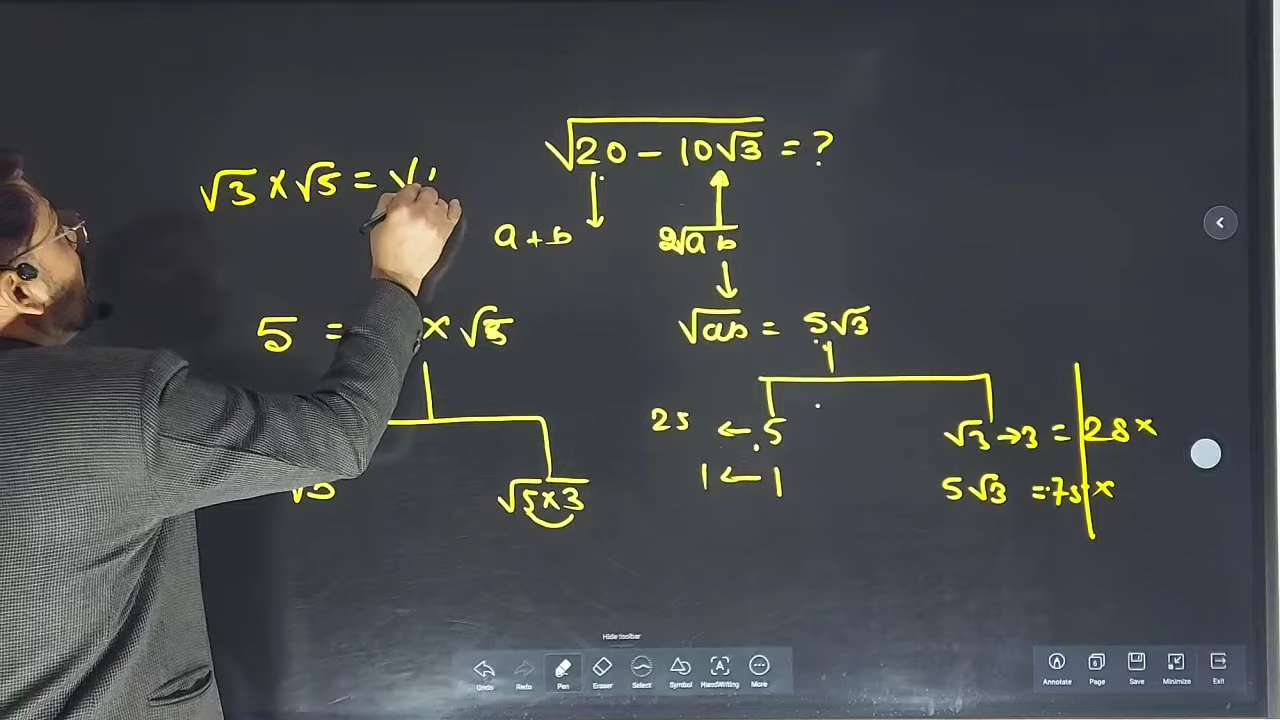 √20 - 10√3 = ?
√3 × √5 = √
a + b
2√ab
5 = × √5
√ab = 5√3
25 ← 5
√3 → 3 = 28 ×
1 ← 1
5√3 = 75 ×
√5
√5×3
Hide toolbar
Undo Redo Pen Eraser Select Symbol HandWriting More
Annotate Page Save Minimize Exit